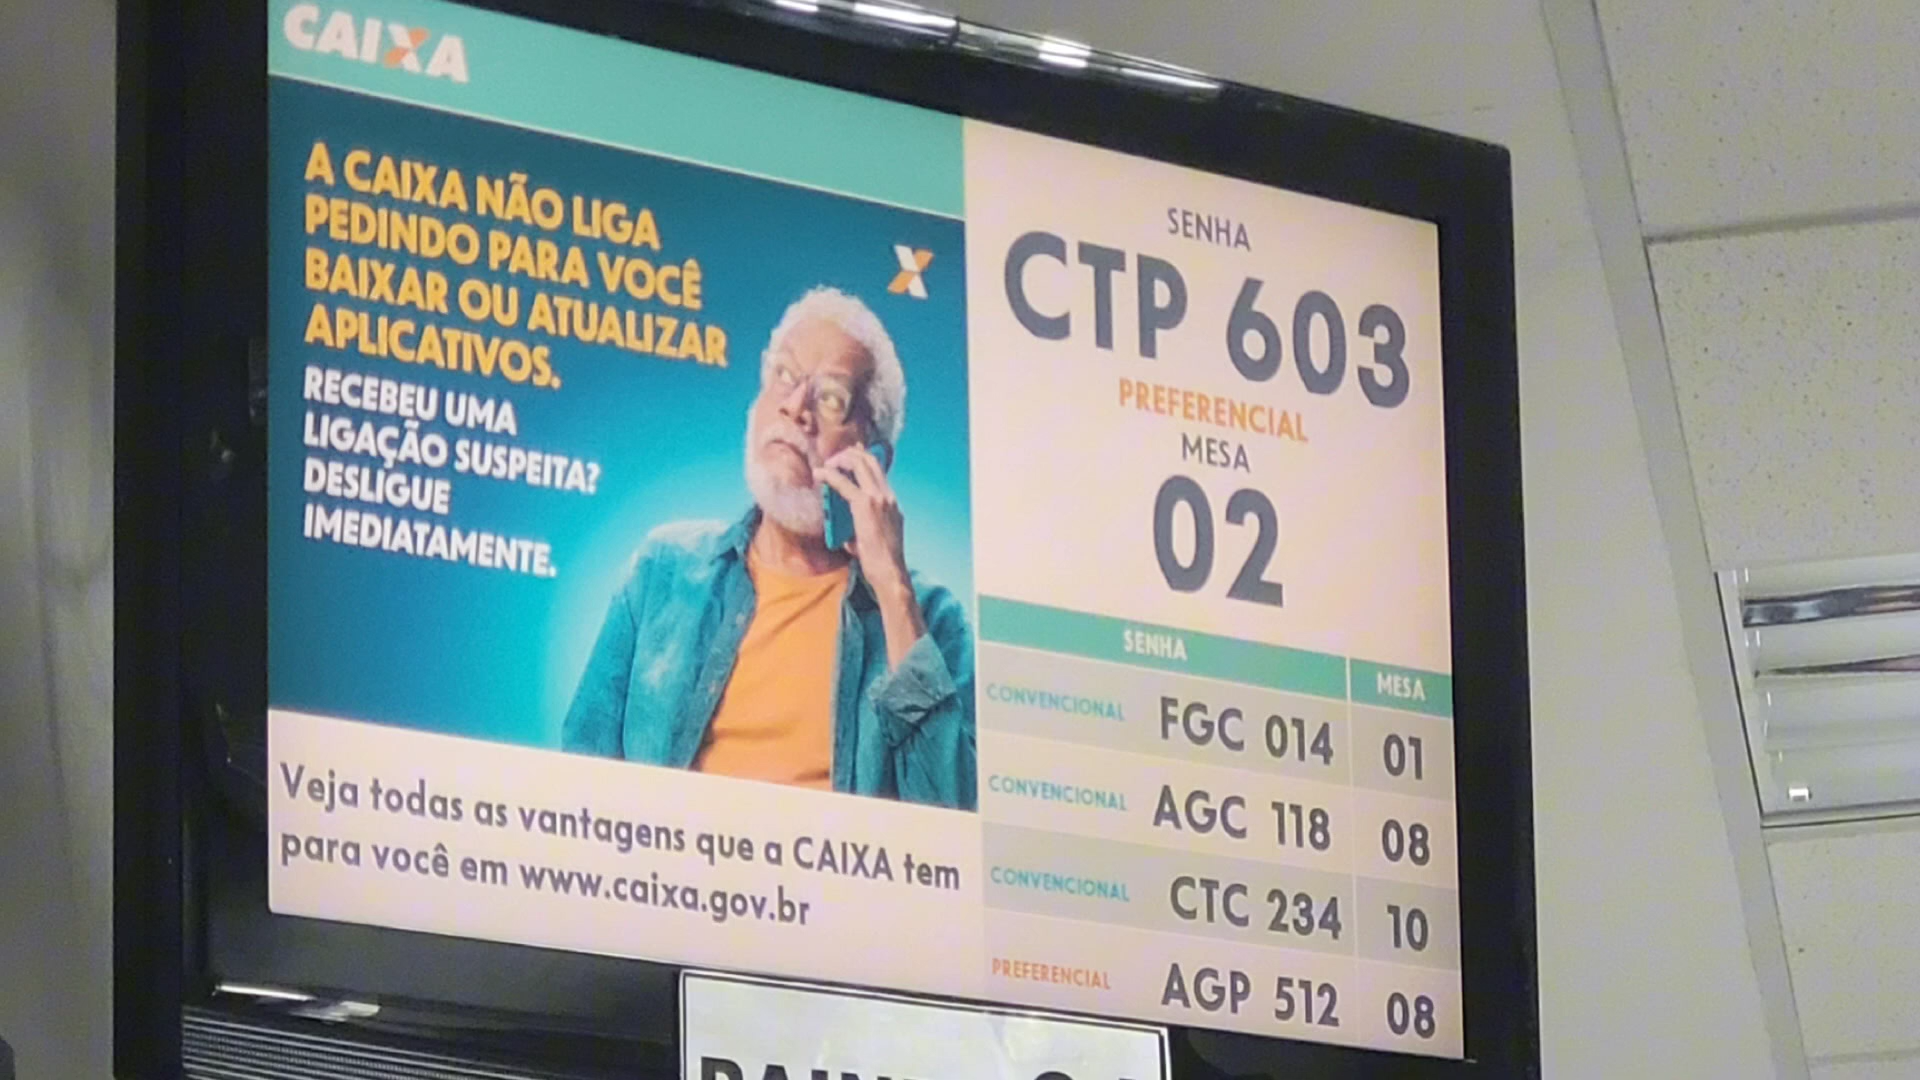 CAIXA
A CAIXA NÃO LIGA
PEDINDO PARA VOCÊ
BAIXAR OU ATUALIZAR
APLICATIVOS.
RECEBEU UMA
LIGAÇÃO SUSPEITA?
DESLIGUE
IMEDIATAMENTE.
Veja todas as vantagens que a CAIXA tem
para você em www.caixa.gov.br
SENHA
CTP 603
PREFERENCIAL
MESA
02
SENHA MESA
CONVENCIONAL FGC 014 01
CONVENCIONAL AGC 118 08
CONVENCIONAL CTC 234 10
PREFERENCIAL AGP 512 08